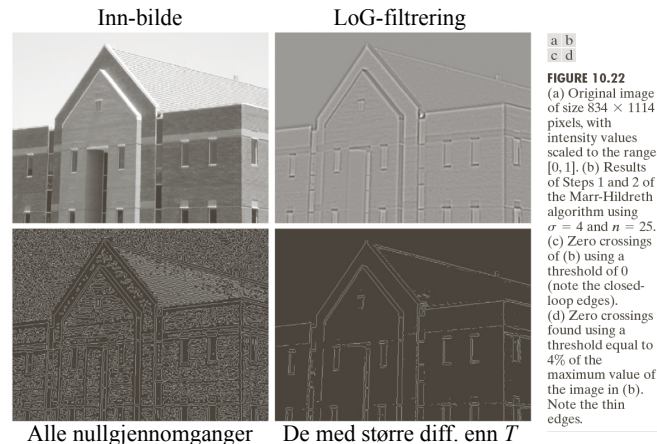 Inn-bilde
LoG-filtrering
Alle nullgjennomganger
De med større diff. enn T
a b
c d
FIGURE 10.22
(a) Original image
of size 834 × 1114
pixels, with
intensity values
scaled to the range
[0, 1]. (b) Results
of Steps 1 and 2 of
the Marr-Hildreth
algorithm using
σ = 4 and n = 25.
(c) Zero crossings
of (b) using a
threshold of 0
(note the closed-
loop edges).
(d) Zero crossings
found using a
threshold equal to
4% of the
maximum value of
the image in (b).
Note the thin
edges.